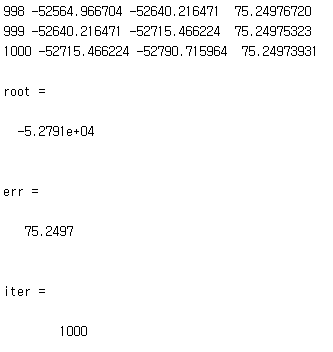 998 -52564.966704 -52640.216471 75.24976720
999 -52640.216471 -52715.466224 75.24975323
1000 -52715.466224 -52790.715964 75.24973931
root =
-5.2791e+04
err =
75.2497
iter =
1000